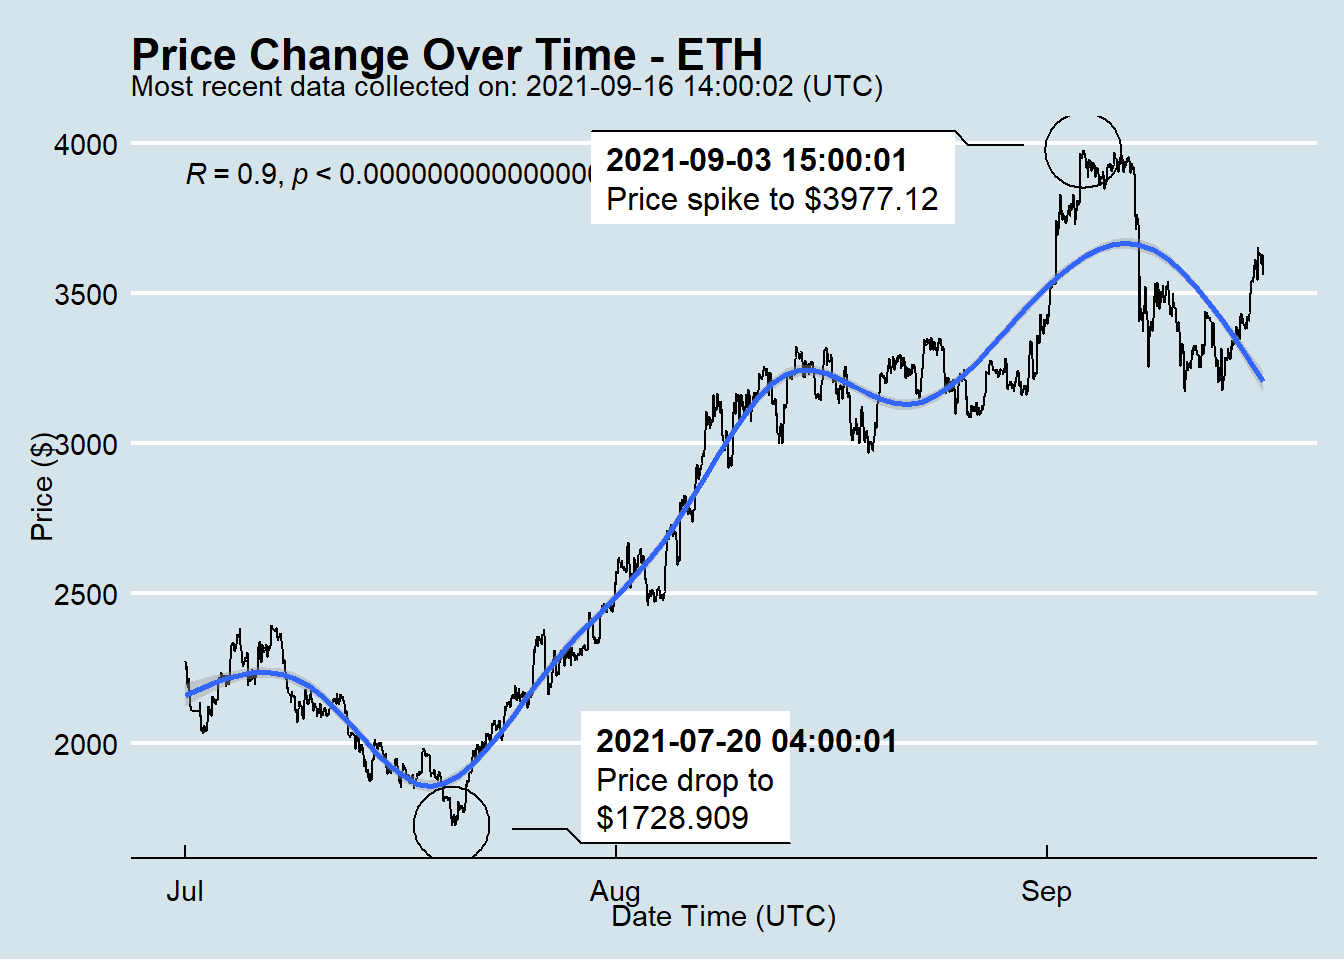 Price Change Over Time - ETH
Most recent data collected on: 2021-09-16 14:00:02 (UTC)
4000
R = 0.9, p < 0.000000000000000
2021-09-03 15:00:01
Price spike to $3977.12
3500
3000
Price ($)
2500
2000
2021-07-20 04:00:01
Price drop to
$1728.909
Jul
Aug
Sep
Date Time (UTC)